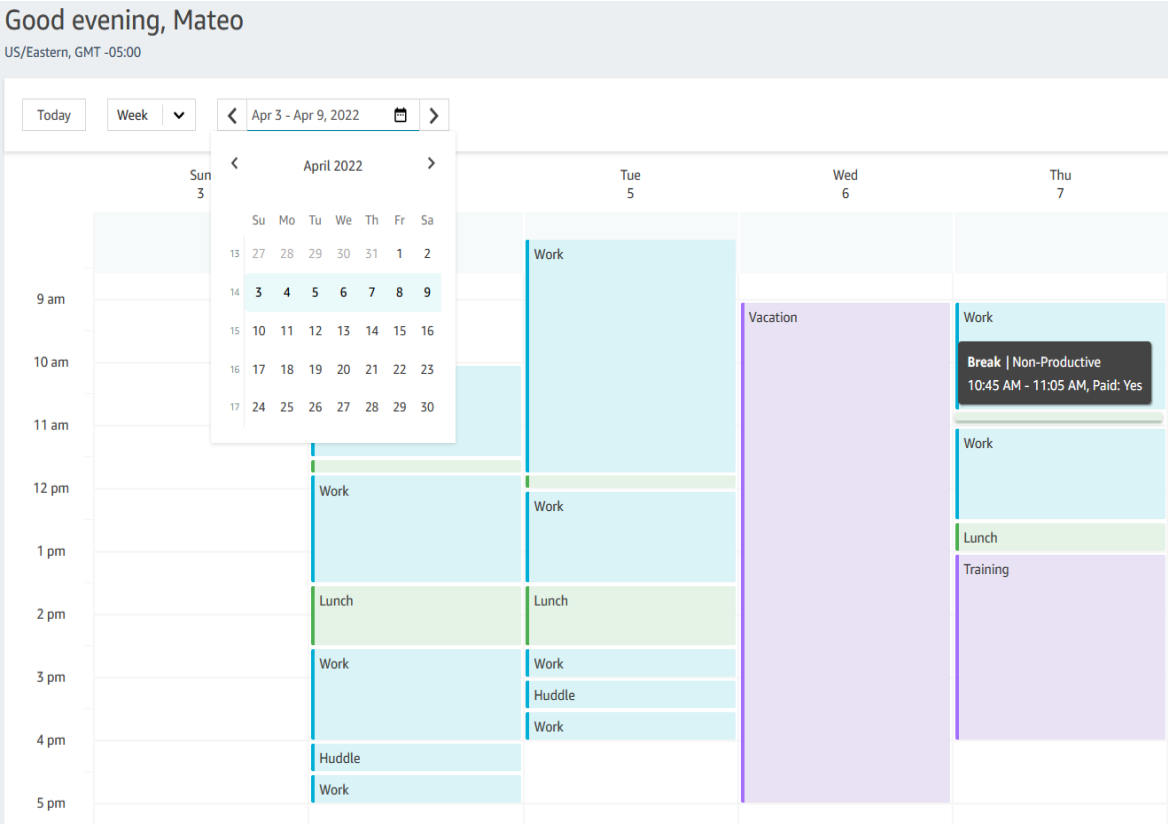 Good evening, Mateo
US/Eastern, GMT -05:00
Today
Week
Apr 3 - Apr 9, 2022
April 2022
Su Mo Tu We Th Fr Sa
13 27 28 29 30 31 1 2
14 3 4 5 6 7 8 9
15 10 11 12 13 14 15 16
16 17 18 19 20 21 22 23
17 24 25 26 27 28 29 30
Sun Tue Wed Thu
3 5 6 7
Work
9 am
Vacation Work
10 am
Break | Non-Productive
10:45 AM - 11:05 AM, Paid: Yes
11 am
Work
12 pm
Work
Work
Lunch
1 pm
Training
Lunch Lunch
2 pm
Work Work
3 pm
Huddle
Work
4 pm
Huddle
Work
5 pm